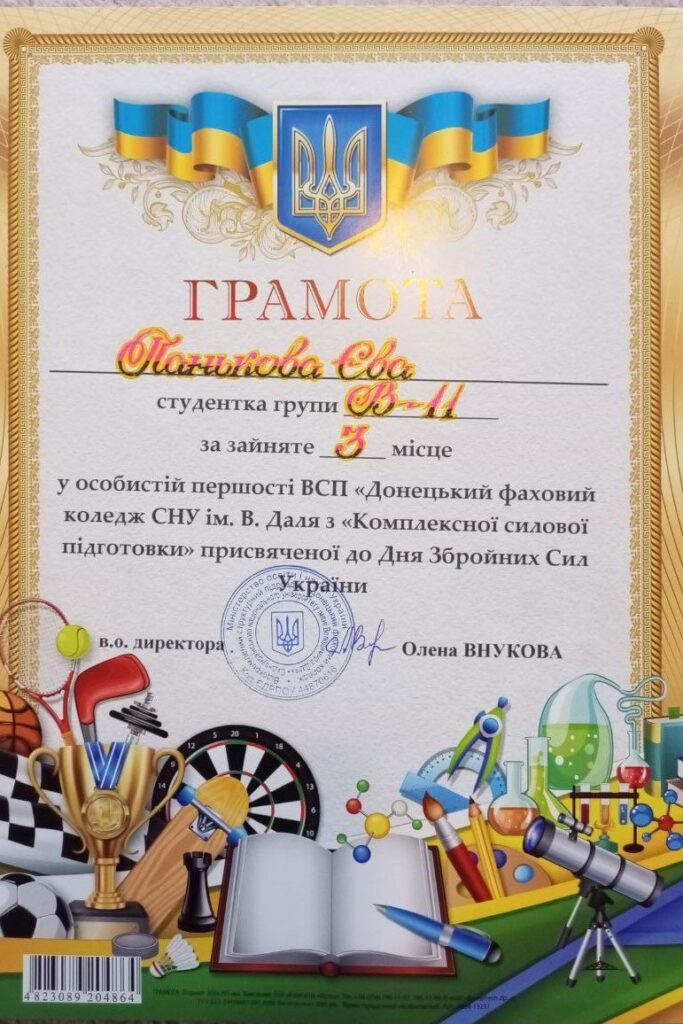 ГРАМОТА
Панькова Єва
студентка групи В-11
за зайняте 3 місце
у особистій першості ВСП «Донецький фаховий
коледж СНУ ім. В. Даля з «Комплексної силової
підготовки» присвяченої до Дня Збройних Сил
України
в.о. директора Олена ВНУКОВА
4823089 204864